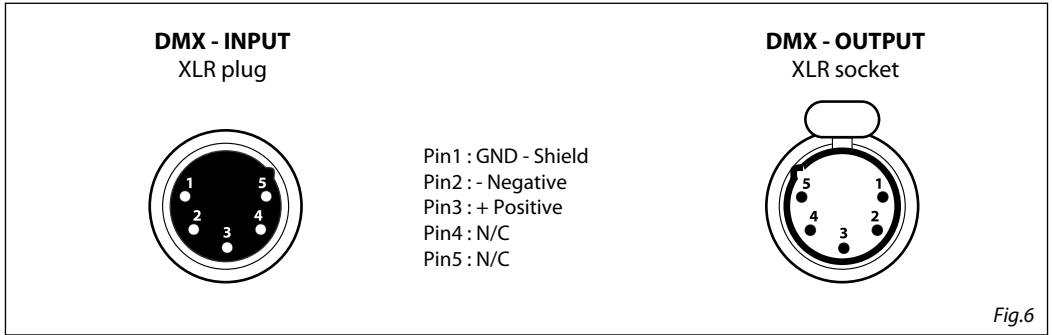 DMX - INPUT
XLR plug
1
5
2
4
3
Pin1 : GND - Shield
Pin2 : - Negative
Pin3 : + Positive
Pin4 : N/C
Pin5 : N/C
DMX - OUTPUT
XLR socket
5
1
4
2
3
Fig.6